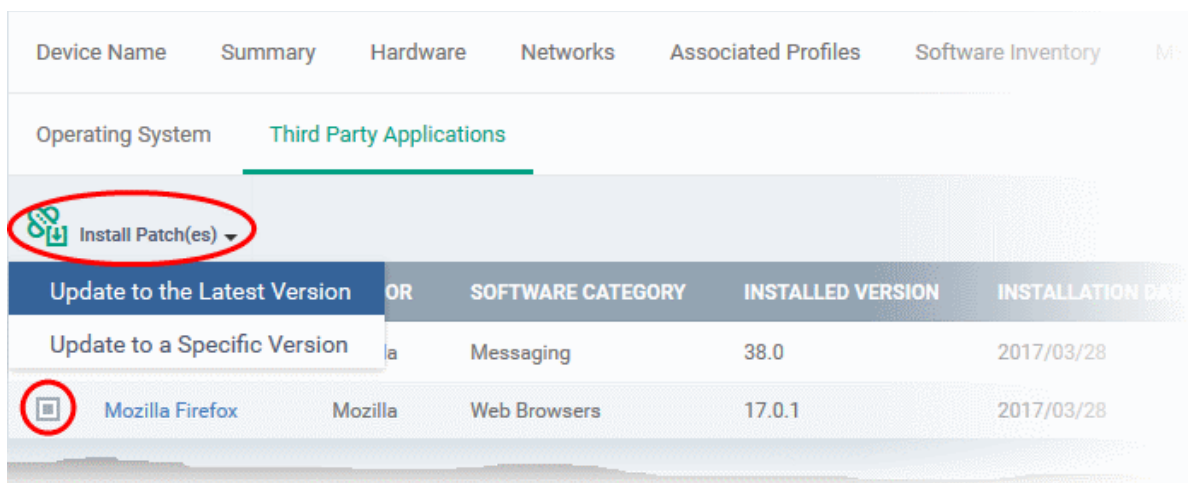 Device Name Summary Hardware Networks Associated Profiles Software Inventory
Operating System Third Party Applications
Install Patch(es)
Update to the Latest Version OR SOFTWARE CATEGORY INSTALLED VERSION INSTALLATION
Update to a Specific Version la Messaging 38.0 2017/03/28
Mozilla Firefox Mozilla Web Browsers 17.0.1 2017/03/28